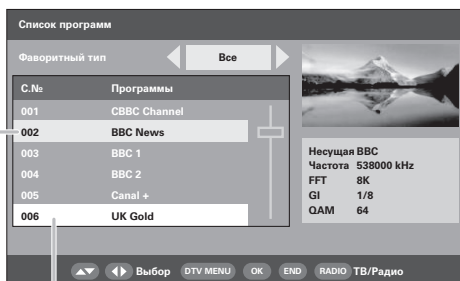 Список программ
Фаворитный тип Все
С.№ Программы
001 CBBC Channel
002 BBC News
003 BBC 1
004 BBC 2
005 Canal +
006 UK Gold
Несущая BBC
Частота 538000 kHz
FFT 8K
GI 1/8
QAM 64
Выбор DTV MENU OK END RADIO ТВ/Радио